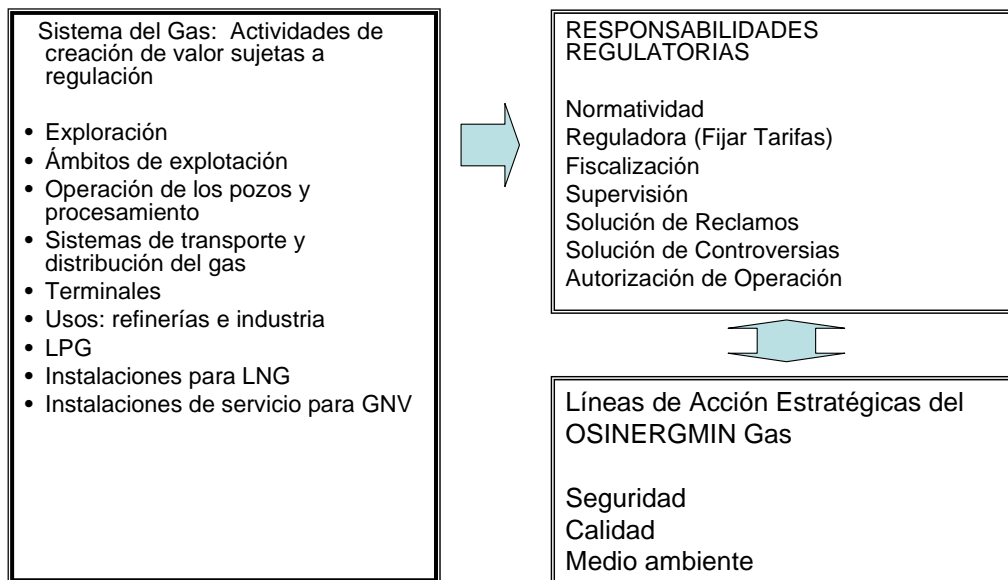 Sistema del Gas: Actividades de
creación de valor sujetas a
regulación
• Exploración
• Ámbitos de explotación
• Operación de los pozos y
procesamiento
• Sistemas de transporte y
distribución del gas
• Terminales
• Usos: refinerías e industria
• LPG
• Instalaciones para LNG
• Instalaciones de servicio para GNV
RESPONSABILIDADES
REGULATORIAS
Normatividad
Reguladora (Fijar Tarifas)
Fiscalización
Supervisión
Solución de Reclamos
Solución de Controversias
Autorización de Operación
Líneas de Acción Estratégicas del
OSINERGMIN Gas
Seguridad
Calidad
Medio ambiente